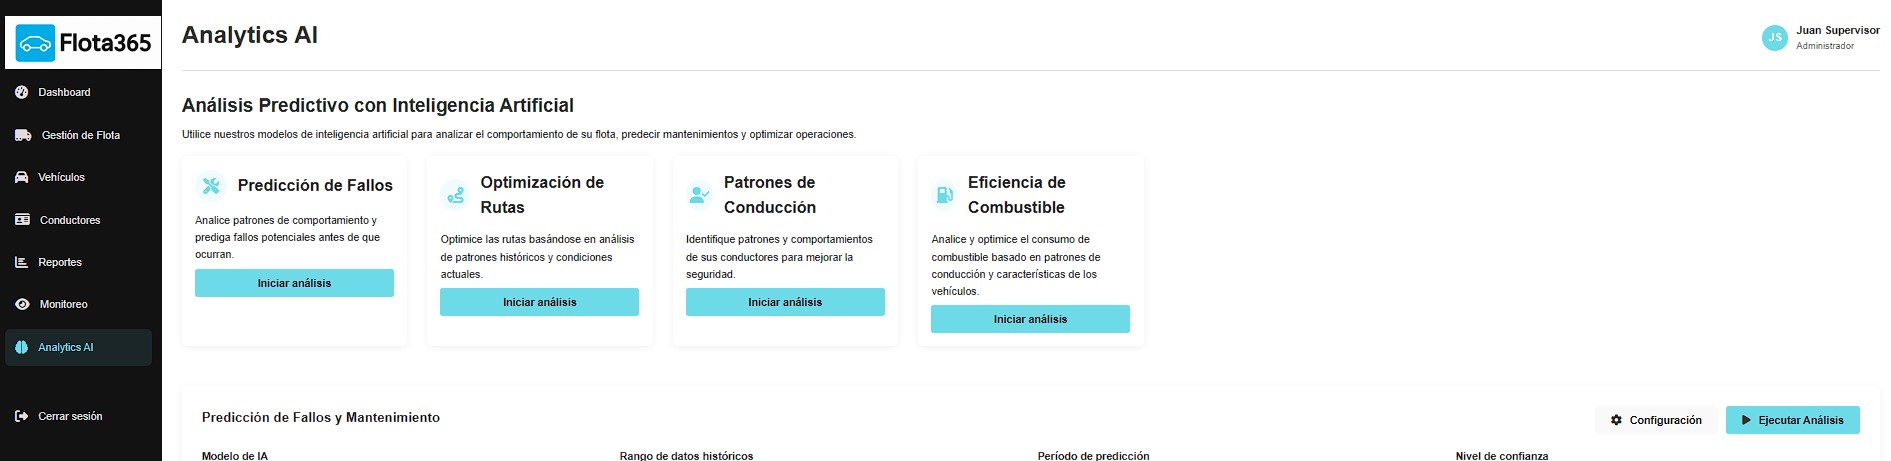 Flota365
Dashboard
Gestión de Flota
Vehículos
Conductores
Reportes
Monitoreo
Analytics AI
Cerrar sesión
Analytics AI
JS
Juan Supervisor
Administrador
Análisis Predictivo con Inteligencia Artificial
Utilice nuestros modelos de inteligencia artificial para analizar el comportamiento de su flota, predecir mantenimientos y optimizar operaciones.
Predicción de Fallos
Analice patrones de comportamiento y
prediga fallos potenciales antes de que
ocurran.
Iniciar análisis
Optimización de
Rutas
Optimice las rutas basándose en análisis
de patrones históricos y condiciones
actuales.
Iniciar análisis
Patrones de
Conducción
Identifique patrones y comportamientos
de sus conductores para mejorar la
seguridad.
Iniciar análisis
Eficiencia de
Combustible
Analice y optimice el consumo de
combustible basado en patrones de
conducción y características de los
vehículos.
Iniciar análisis
Predicción de Fallos y Mantenimiento
Configuración
Ejecutar Análisis
Modelo de IA
Rango de datos históricos
Período de predicción
Nivel de confianza